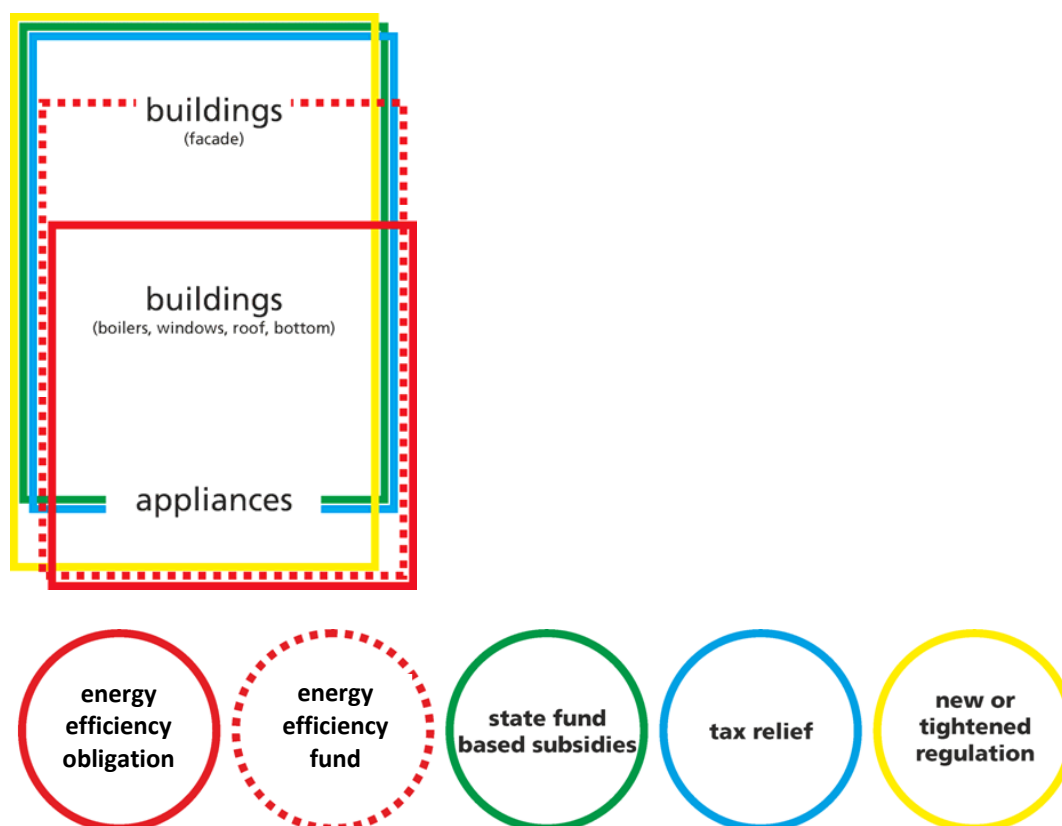 buildings
(facade)
buildings
(boilers, windows, roof, bottom)
appliances
energy
efficiency
obligation
energy
efficiency
fund
state fund
based subsidies
tax relief
new or
tightened
regulation